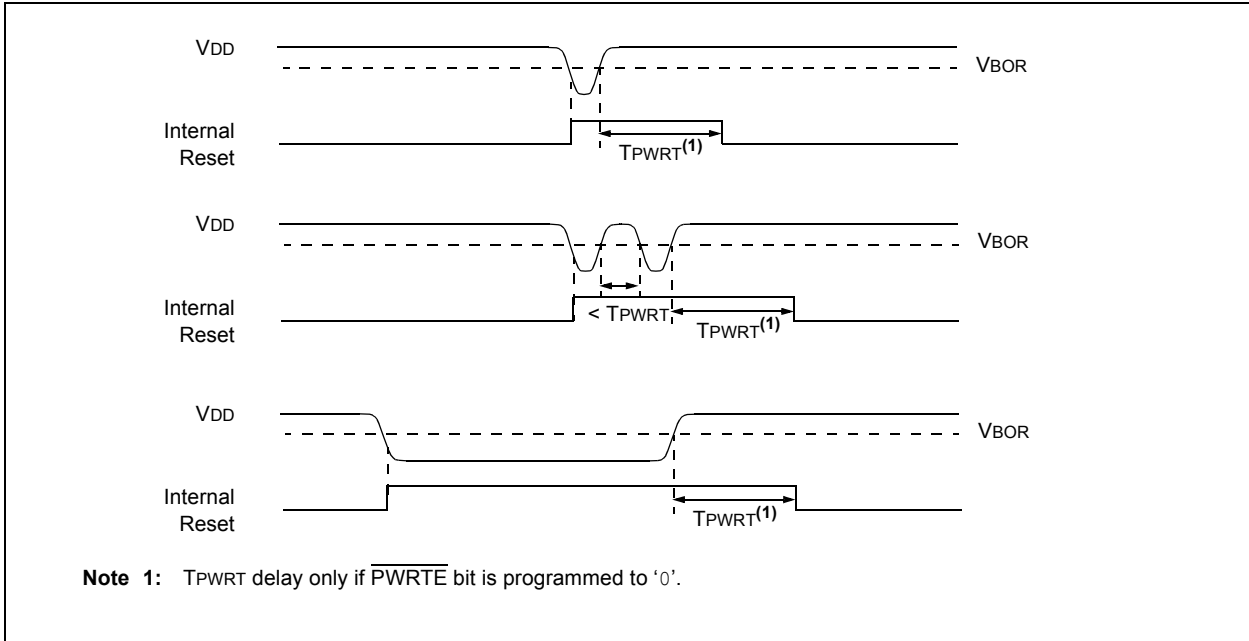 VDD
VBOR
Internal
Reset
TPWRT(1)
VDD
VBOR
Internal
Reset
< TPWRT
TPWRT(1)
VDD
VBOR
Internal
Reset
TPWRT(1)
Note 1: TPWRT delay only if PWRTE bit is programmed to ‘0’.